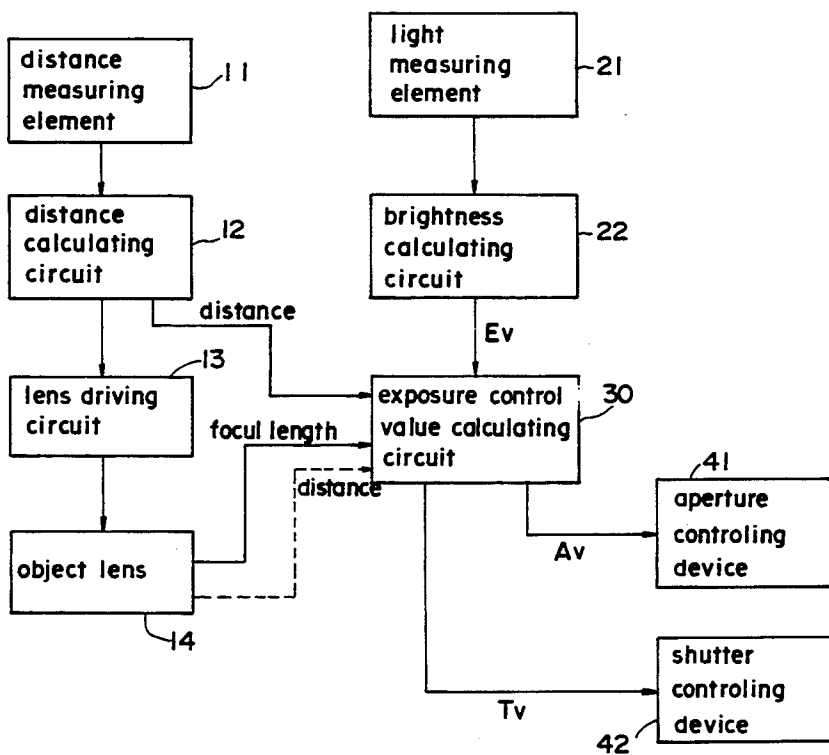 distance
measuring
element
11
light
measuring
element
21
distance
calculating
circuit
12
brightness
calculating
circuit
22
distance
Ev
13
lens driving
circuit
exposure control
value calculating
circuit
30
focul length
distance
41
aperture
controling
device
Av
object lens
14
shutter
controling
device
Tv
42